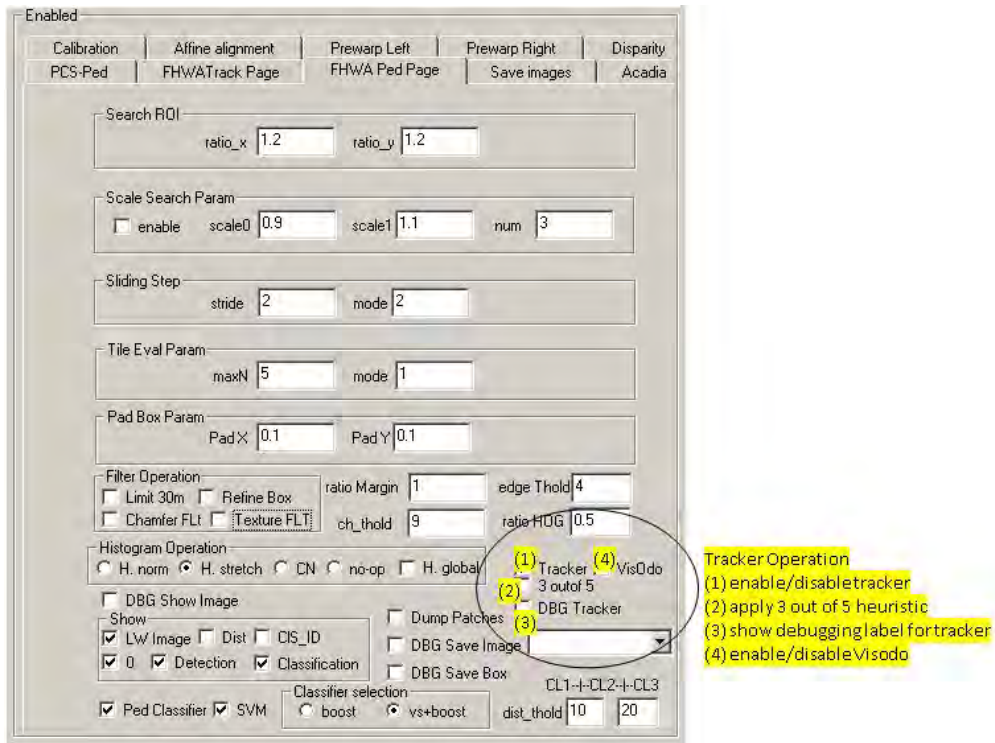 Enabled
Calibration Affine alignment Prewarp Left Prewarp Right Disparity
PCS-Ped FHWATrack Page FHWA Ped Page Save images Acadia
Search ROI
ratio_x 1.2 ratio_y 1.2
Scale Search Param
enable scale0 0.9 scale1 1.1 num 3
Sliding Step
stride 2 mode 2
Tile Eval Param
maxN 5 mode 1
Pad Box Param
Pad X 0.1 Pad Y 0.1
Filter Operation
Limit 30m Refine Box ratio Margin 1 edge Thold 4
Chamfer FLt Texture FLT ch_thold 9 ratio HOG 0.5
Histogram Operation
H. norm H. stretch CN no-op H. global (1) Tracker (4) VisOdo
(2) 3 outof 5
DBG Show Image DBG Tracker
Show Dump Patches (3)
LW Image Dist CIS_ID DBG Save Image
0 Detection Classification DBG Save Box
Classifier selection CL1--|--CL2--|--CL3
Ped Classifier SVM boost vs+boost dist_thold 10 20
Tracker Operation
(1) enable/disable tracker
(2) apply 3 out of 5 heuristic
(3) show debugging label for tracker
(4) enable/disable Visodo